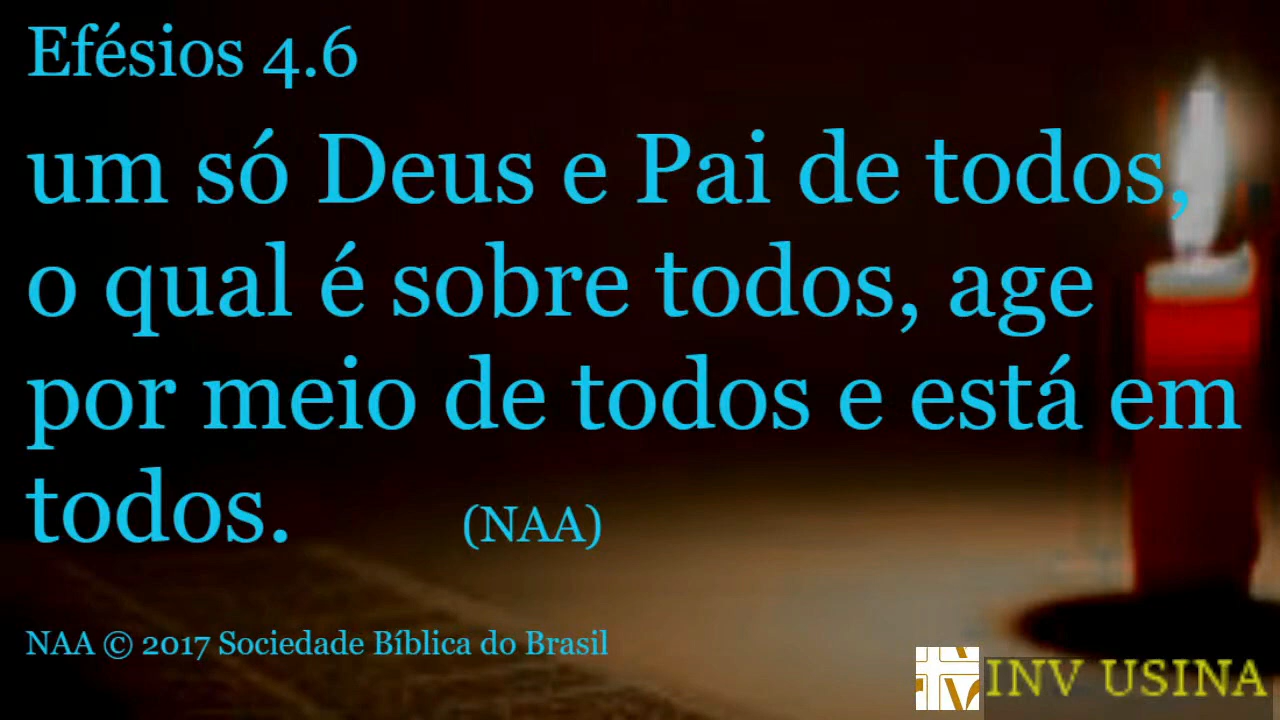 Efésios 4.6
um só Deus e Pai de todos,
o qual é sobre todos, age
por meio de todos e está em
todos. (NAA)
NAA © 2017 Sociedade Bíblica do Brasil
INV USINA